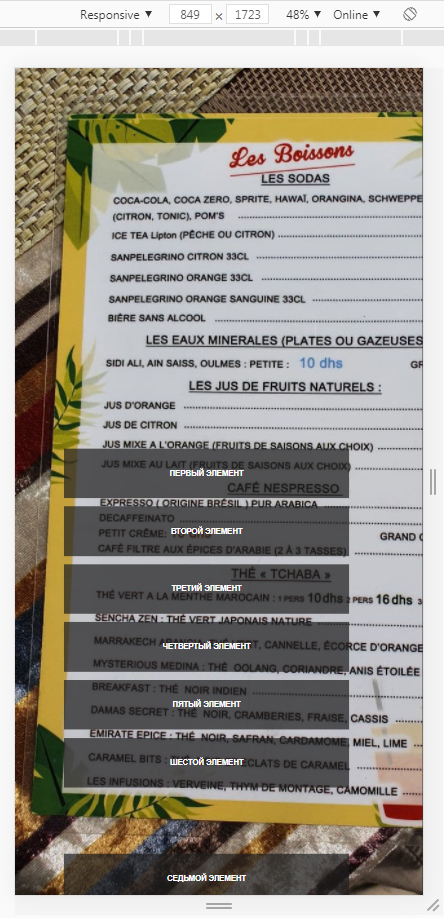 Responsive ▼ 849 × 1723 48% ▼ Online ▼
Les Boissons
LES SODAS
COCA-COLA, COCA ZERO, SPRITE, HAWAÏ, ORANGINA, SCHWEPPE
(CITRON, TONIC), POM'S
ICE TEA Lipton (PÊCHE OU CITRON)
SANPELEGRINO CITRON 33CL
SANPELEGRINO ORANGE 33CL
SANPELEGRINO ORANGE SANGUINE 33CL
BIÈRE SANS ALCOOL
LES EAUX MINERALES (PLATES OU GAZEUSES
SIDI ALI, AIN SAISS, OULMES : PETITE : 10 dhs GR
LES JUS DE FRUITS NATURELS :
JUS D'ORANGE
JUS DE CITRON
JUS MIXE A L'ORANGE (FRUITS DE SAISONS AUX CHOIX)
JUS MIXE AU LAIT (FRUITS DE SAISONS AUX CHOIX)
ПЕРВЫЙ ЭЛЕМЕНТ
CAFÉ NESPRESSO
EXPRESSO ( ORIGINE BRÉSIL ) PUR ARABICA
DECAFFEINATO
ВТОРОЙ ЭЛЕМЕНТ
PETIT CRÈME: dhs GRAND C
CAFÉ FILTRE AUX ÉPICES D'ARABIE (2 À 3 TASSES)
THÉ « TCHABA »
ТРЕТИЙ ЭЛЕМЕНТ
THÉ VERT A LA MENTHE MAROCAIN : 1 PERS 10dhs 2 PERS 16dhs 3
SENCHA ZEN : THÉ VERT JAPONAIS NATURE
MARRAKECH THÉ VERT, CANNELLE, ÉCORCE D'ORANGE
ЧЕТВЕРТЫЙ ЭЛЕМЕНТ
MYSTERIOUS MEDINA : THÉ OOLANG, CORIANDRE, ANIS ÉTOILÉE
BREAKFAST : THÉ NOIR INDIEN
ПЯТЫЙ ЭЛЕМЕНТ
DAMAS SECRET : THÉ NOIR, CRAMBERIES, FRAISE, CASSIS
EMIRATE EPICE : THÉ NOIR, SAFRAN, CARDAMOME, MIEL, LIME
CARAMEL BITS : ECLATS DE CARAMEL
ШЕСТОЙ ЭЛЕМЕНТ
LES INFUSIONS : VERVEINE, THYM DE MONTAGE, CAMOMILLE
СЕДЬМОЙ ЭЛЕМЕНТ